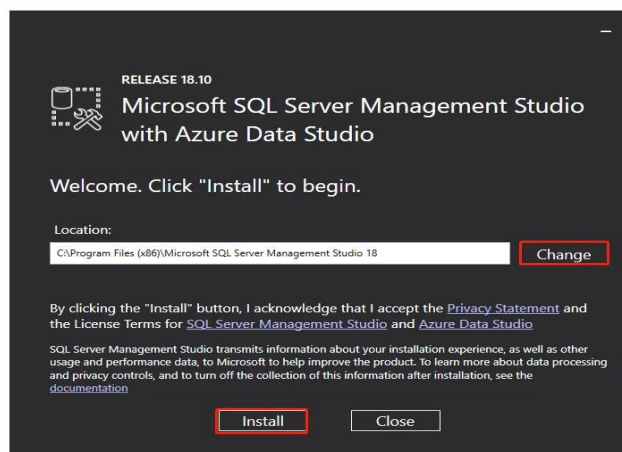 RELEASE 18.10
Microsoft SQL Server Management Studio
with Azure Data Studio
Welcome. Click "Install" to begin.
Location:
C:\Program Files (x86)\Microsoft SQL Server Management Studio 18
Change
By clicking the "Install" button, I acknowledge that I accept the Privacy Statement and
the License Terms for SQL Server Management Studio and Azure Data Studio
SQL Server Management Studio transmits information about your installation experience, as well as other
usage and performance data, to Microsoft to help improve the product. To learn more about data processing
and privacy controls, and to turn off the collection of this information after installation, see the
documentation
Install
Close